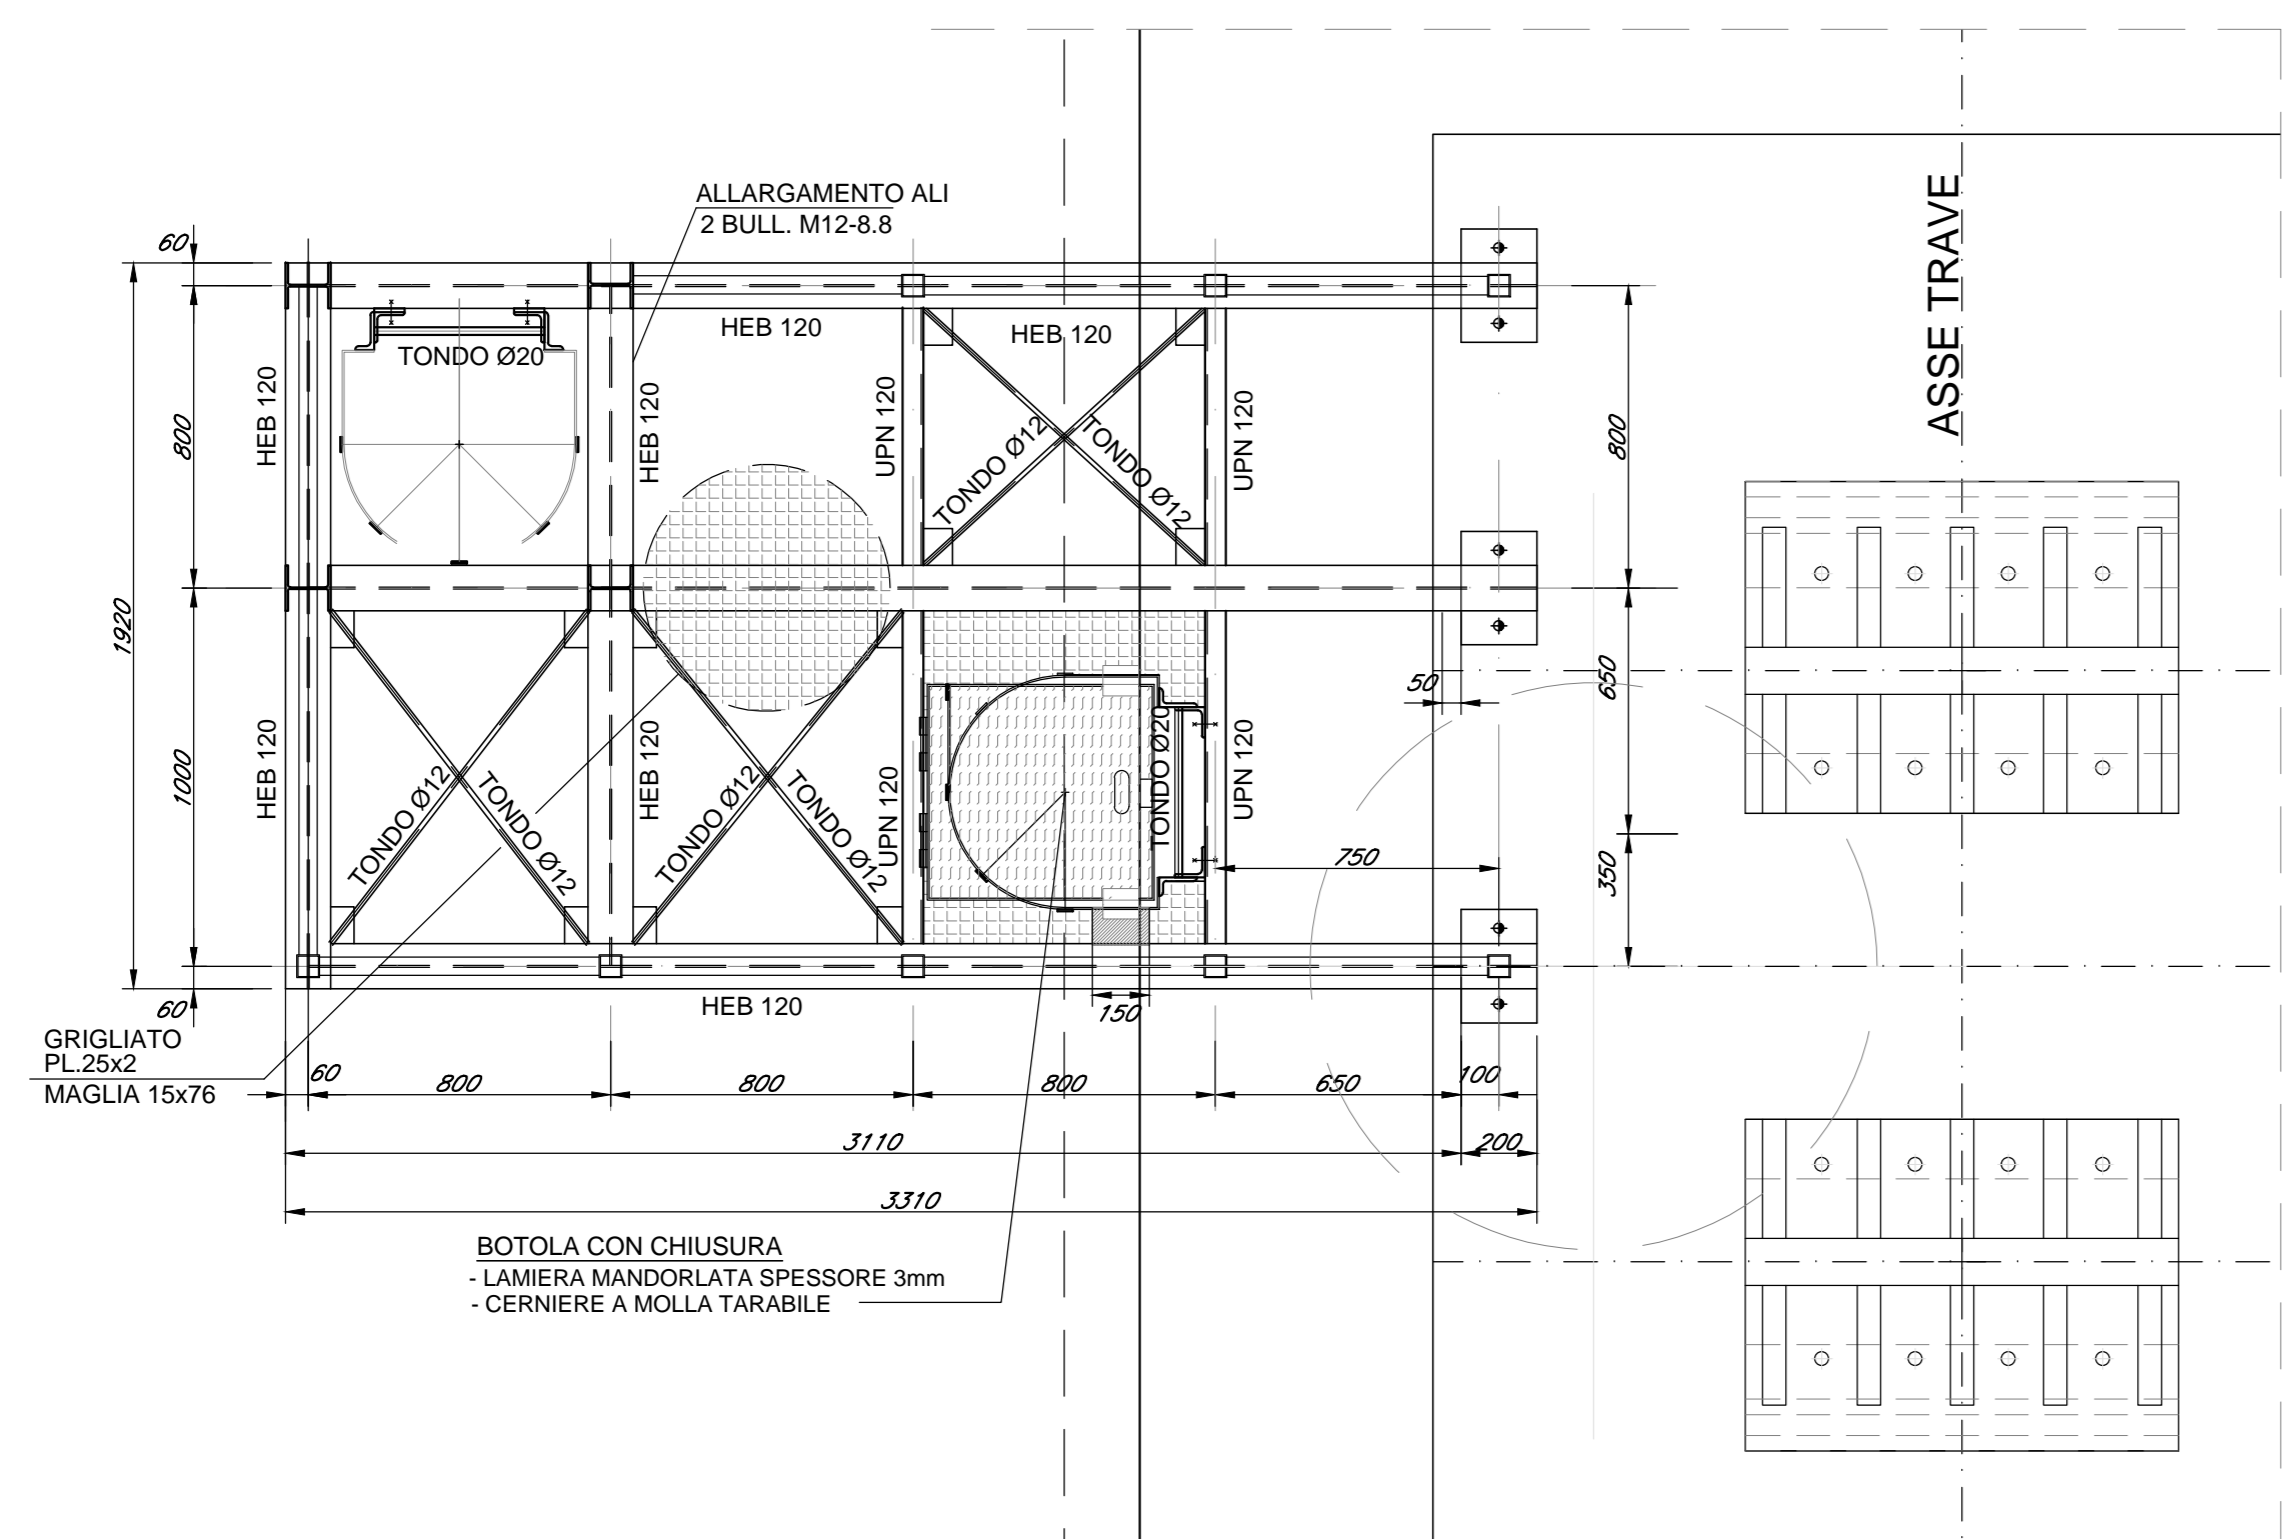 ALLARGAMENTO ALI
2 BULL. M12-8.8
ASSE TRAVE
60
HEB 120
HEB 120
TONDO Ø20
HEB 120
HEB 120
UPN 120
UPN 120
TONDO Ø12
TONDO Ø12
800
800
1920
650
50
HEB 120
HEB 120
UPN 120
UPN 120
TONDO Ø20
1000
TONDO Ø12
TONDO Ø12
TONDO Ø12
TONDO Ø12
750
350
60
HEB 120
150
GRIGLIATO
PL.25x2
MAGLIA 15x76
60
800
800
800
650
100
3110
200
3310
BOTOLA CON CHIUSURA
- LAMIERA MANDORLATA SPESSORE 3mm
- CERNIERE A MOLLA TARABILE